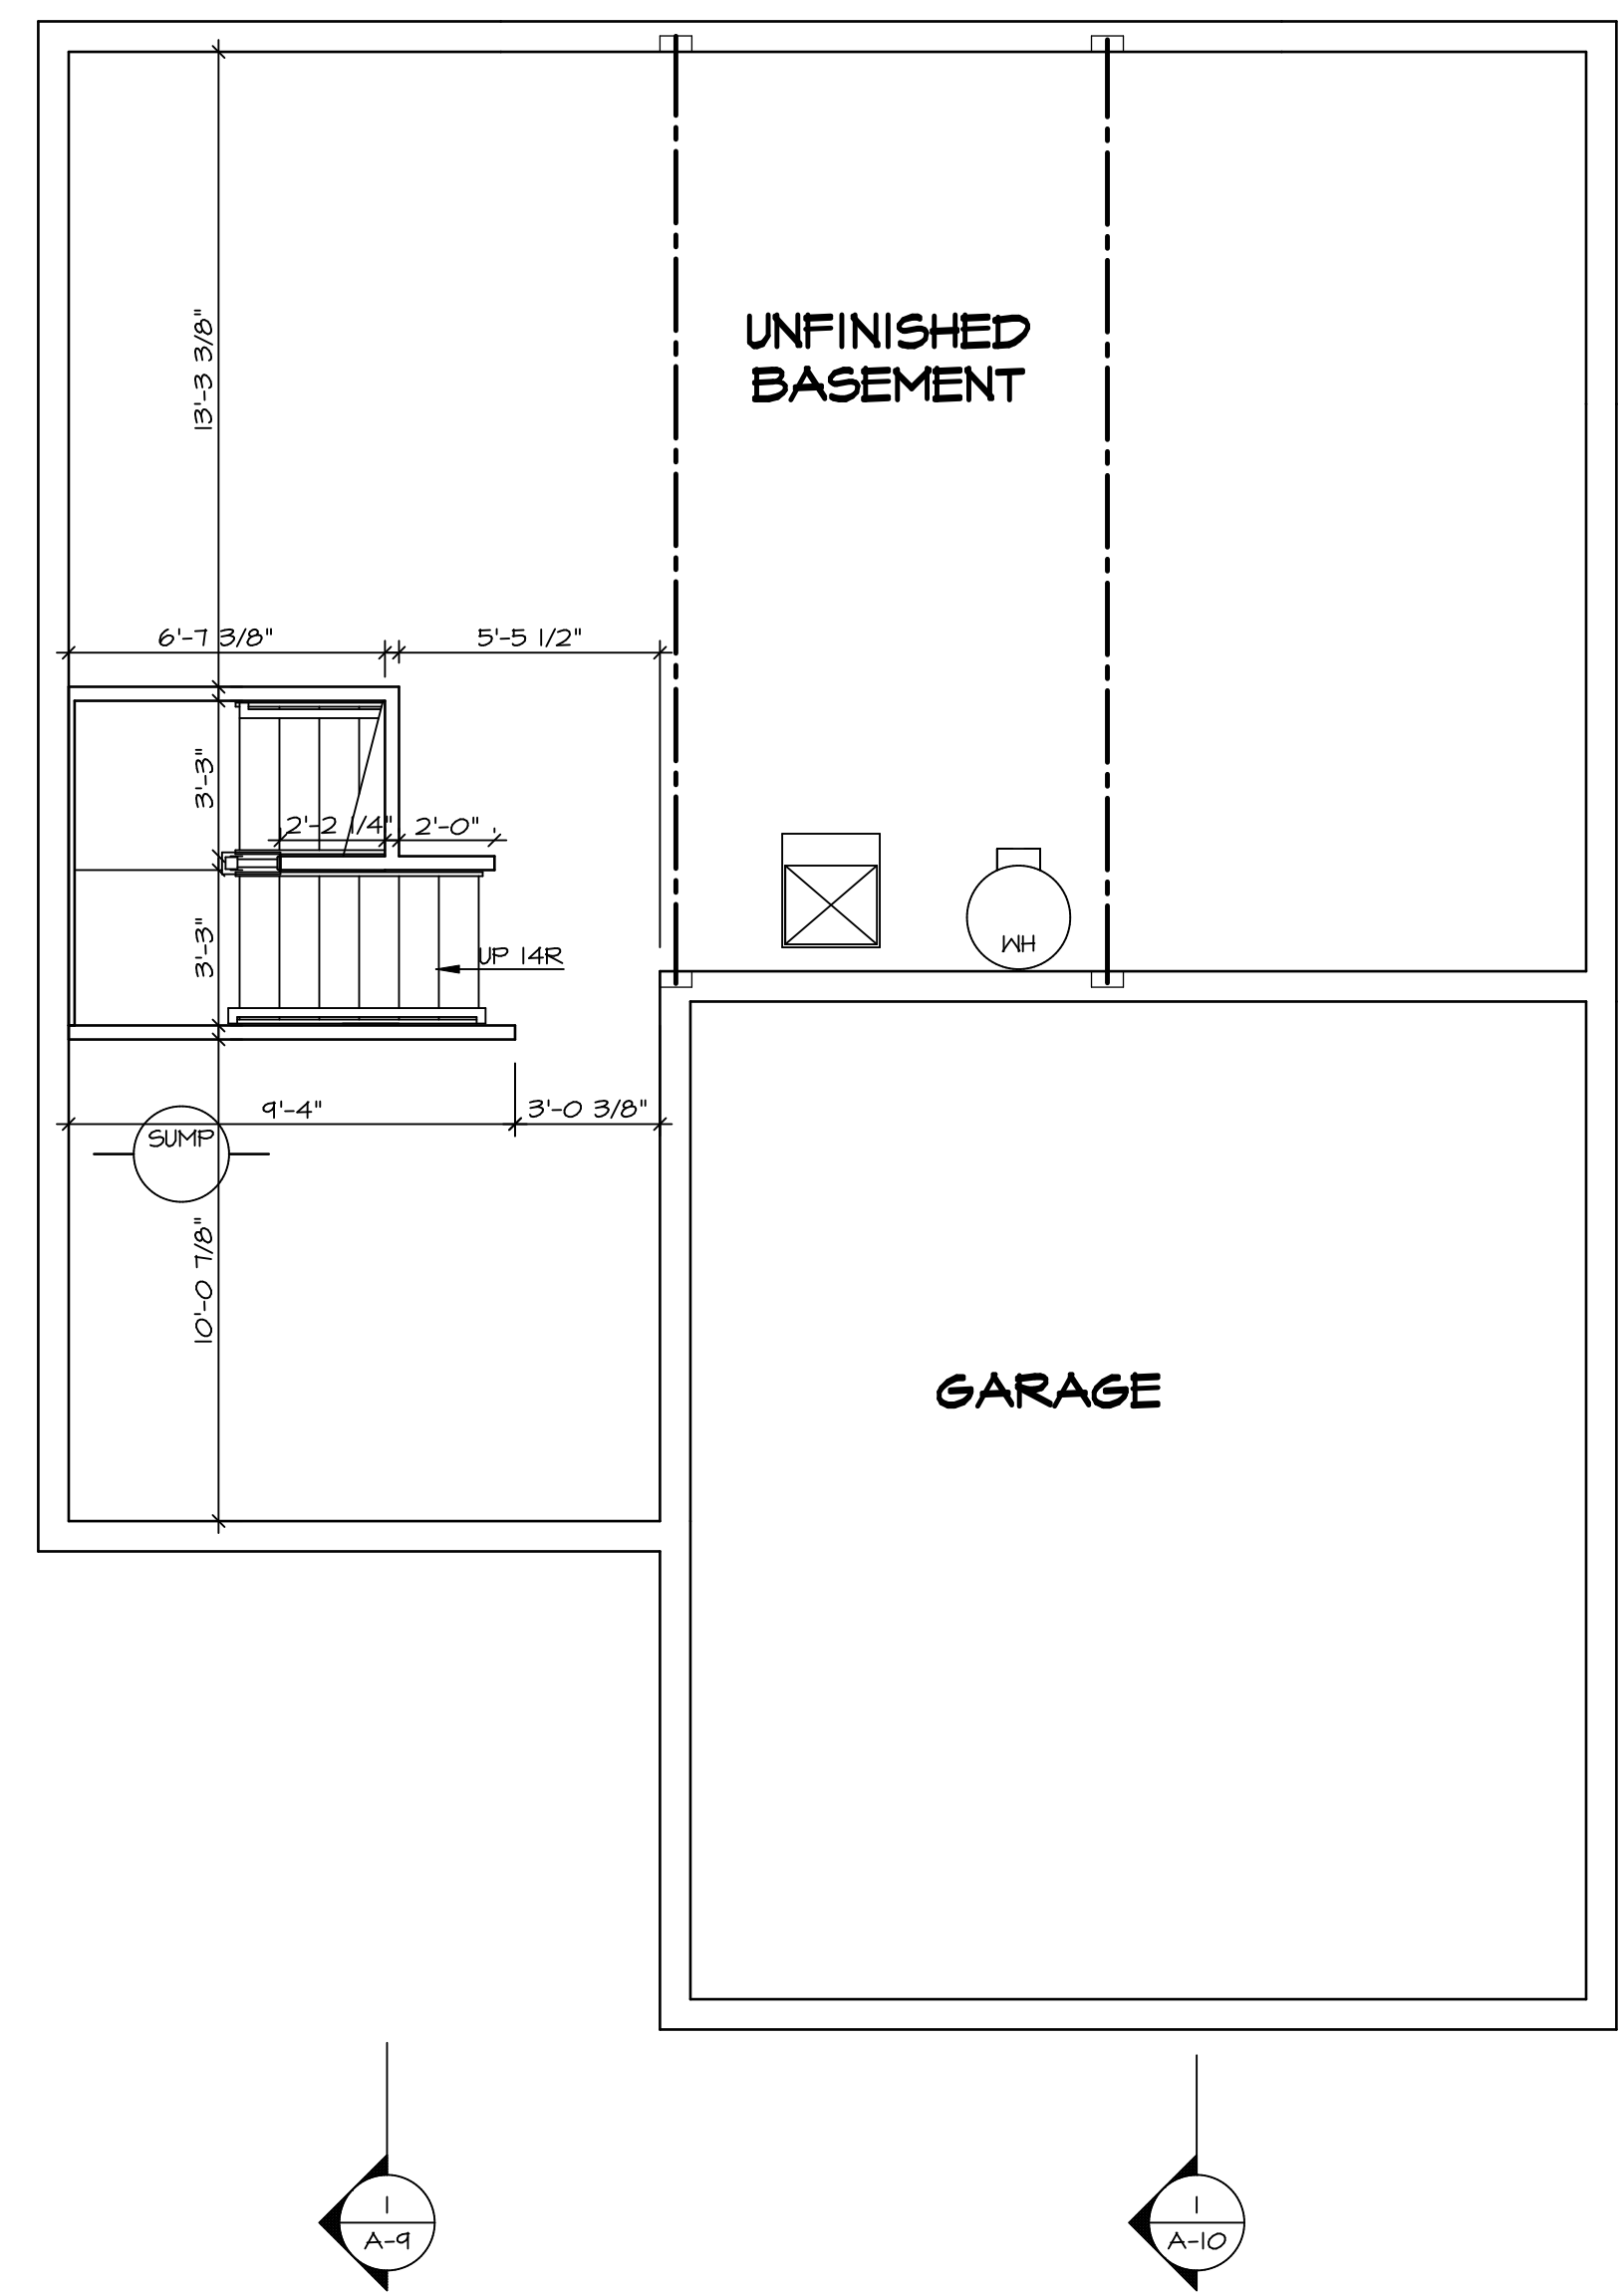 UNFINISHED
BASEMENT
13'-3 3/8"
6'-7 3/8"
5'-5 1/2"
3'-3"
2'-2 1/4"
2'-0"
3'-3"
UP 14R
WH
9'-4"
3'-0 3/8"
SUMP
10'-0 7/8"
GARAGE
1
A-9
1
A-10